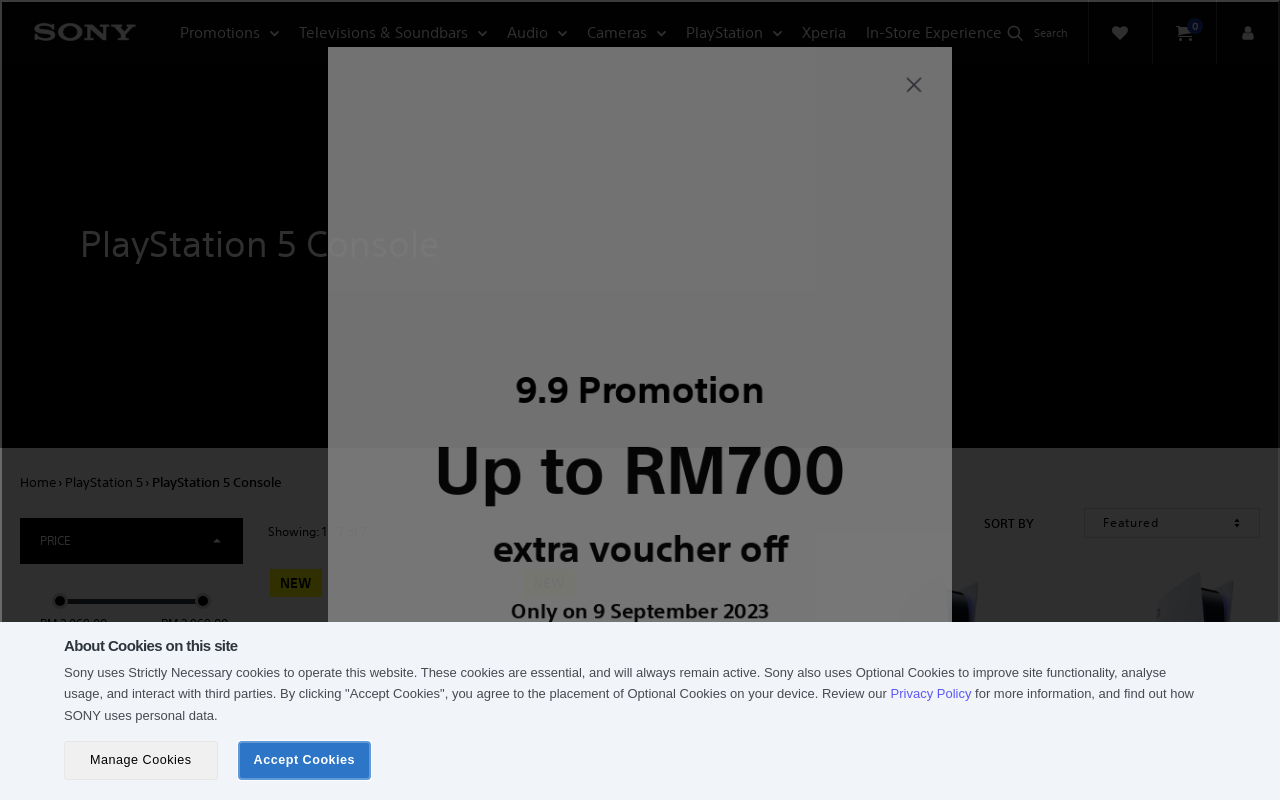 SONY
Promotions
Televisions & Soundbars
Audio
Cameras
PlayStation
Xperia
In-Store Experience
Search
0
PlayStation 5 Console
9.9 Promotion
Up to RM700
extra voucher off
Only on 9 September 2023
Home › PlayStation 5 › PlayStation 5 Console
PRICE
Showing: 1
SORT BY
Featured
NEW
NEW
About Cookies on this site
Sony uses Strictly Necessary cookies to operate this website. These cookies are essential, and will always remain active. Sony also uses Optional Cookies to improve site functionality, analyse
usage, and interact with third parties. By clicking "Accept Cookies", you agree to the placement of Optional Cookies on your device. Review our Privacy Policy for more information, and find out how
SONY uses personal data.
Manage Cookies
Accept Cookies